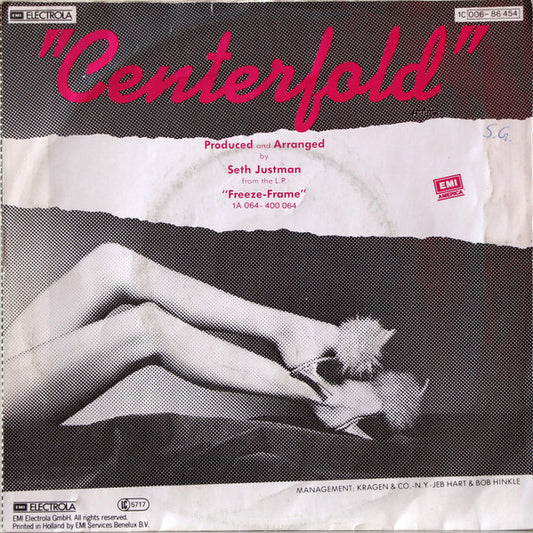 EMI ELECTROLA
1C 006-86 454
"Centerfold"
Produced and Arranged
by
Seth Justman
from the L.P.
"Freeze-Frame"
1A 064-400 064
S.G.
EMI
AMERICA
MANAGEMENT: KRAGEN & CO.-N.Y.-JEB HART & BOB HINKLE
EMI ELECTROLA
LC 5717
EMI Electrola GmbH. All rights reserved.
Printed in Holland by EMI Services Benelux B.V.